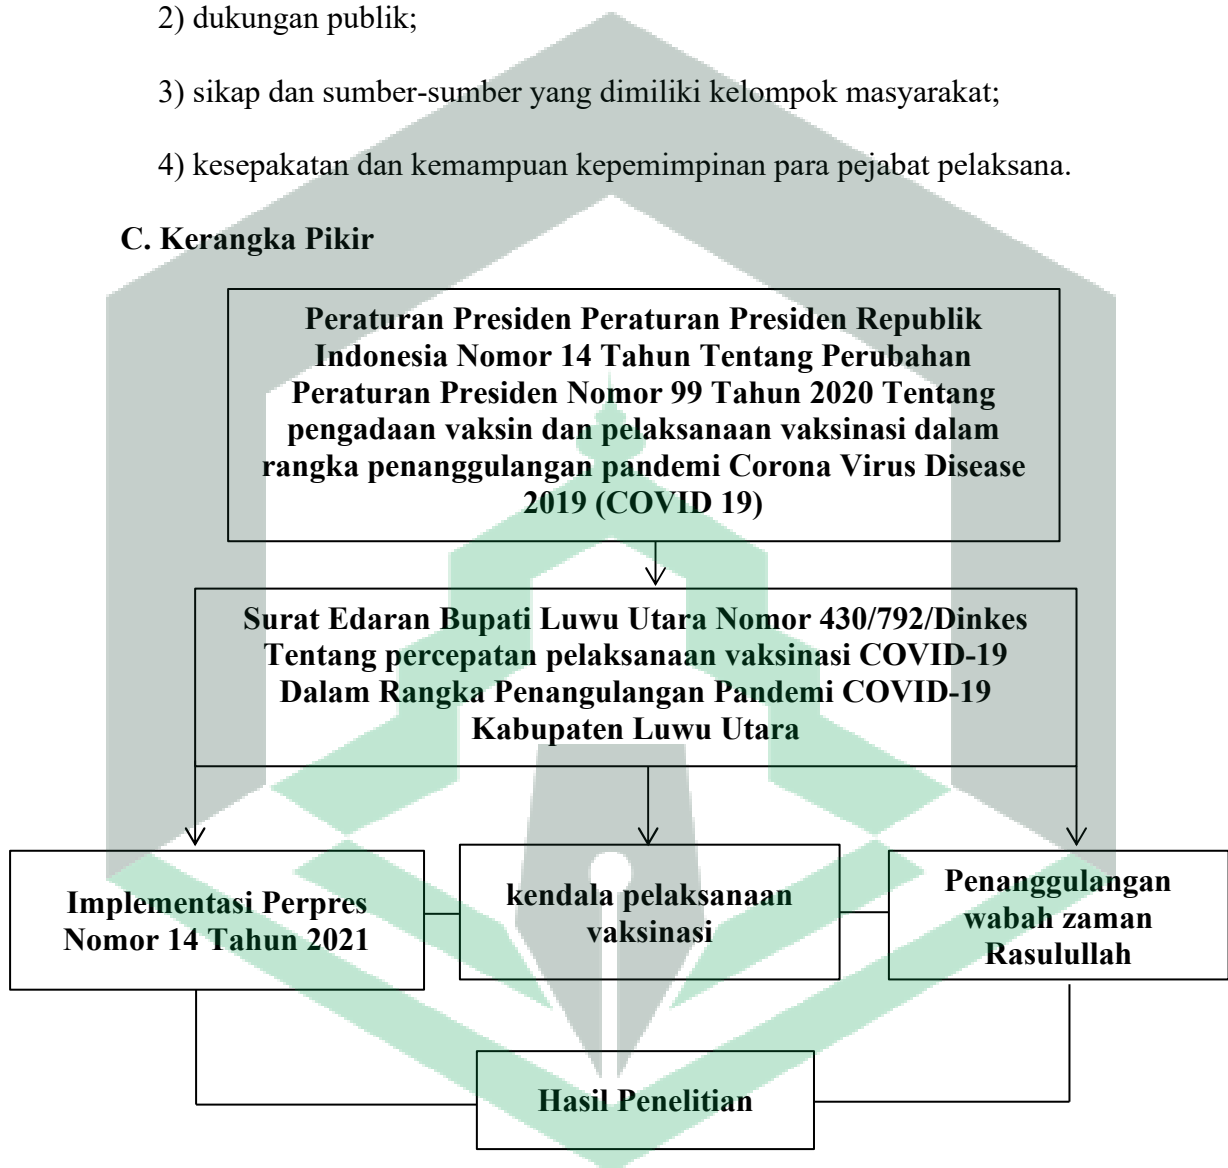 2) dukungan publik;
3) sikap dan sumber-sumber yang dimiliki kelompok masyarakat;
4) kesepakatan dan kemampuan kepemimpinan para pejabat pelaksana.
C. Kerangka Pikir
Peraturan Presiden Peraturan Presiden Republik
Indonesia Nomor 14 Tahun Tentang Perubahan
Peraturan Presiden Nomor 99 Tahun 2020 Tentang
pengadaan vaksin dan pelaksanaan vaksinasi dalam
rangka penanggulangan pandemi Corona Virus Disease
2019 (COVID 19)
Surat Edaran Bupati Luwu Utara Nomor 430/792/Dinkes
Tentang percepatan pelaksanaan vaksinasi COVID-19
Dalam Rangka Penangulangan Pandemi COVID-19
Kabupaten Luwu Utara
Implementasi Perpres
Nomor 14 Tahun 2021
kendala pelaksanaan
vaksinasi
Penanggulangan
wabah zaman
Rasulullah
Hasil Penelitian